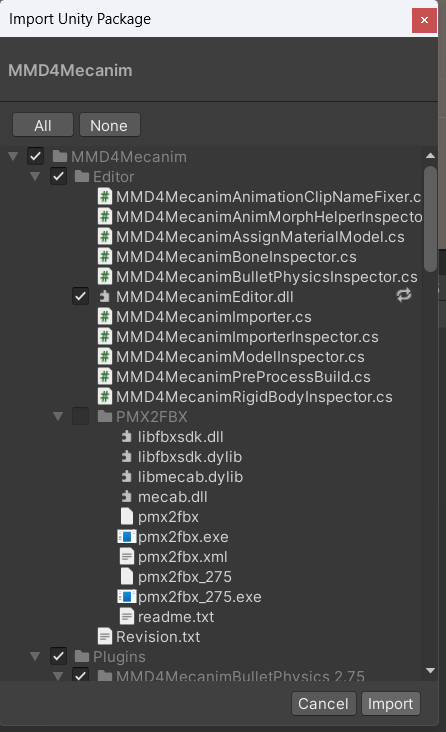 Import Unity Package
MMD4Mecanim
All
None
MMD4Mecanim
Editor
MMD4MecanimAnimationClipNameFixer.c
MMD4MecanimAnimMorphHelperInspecto
MMD4MecanimAssignMaterialModel.cs
MMD4MecanimBoneInspector.cs
MMD4MecanimBulletPhysicsInspector.cs
MMD4MecanimEditor.dll
MMD4MecanimImporter.cs
MMD4MecanimImporterInspector.cs
MMD4MecanimModelInspector.cs
MMD4MecanimPreProcessBuild.cs
MMD4MecanimRigidBodyInspector.cs
PMX2FBX
libfbxsdk.dll
libfbxsdk.dylib
libmecab.dylib
mecab.dll
pmx2fbx
pmx2fbx.exe
pmx2fbx.xml
pmx2fbx_275
pmx2fbx_275.exe
readme.txt
Revision.txt
Plugins
MMD4MecanimBulletPhysics 2.75
Cancel
Import